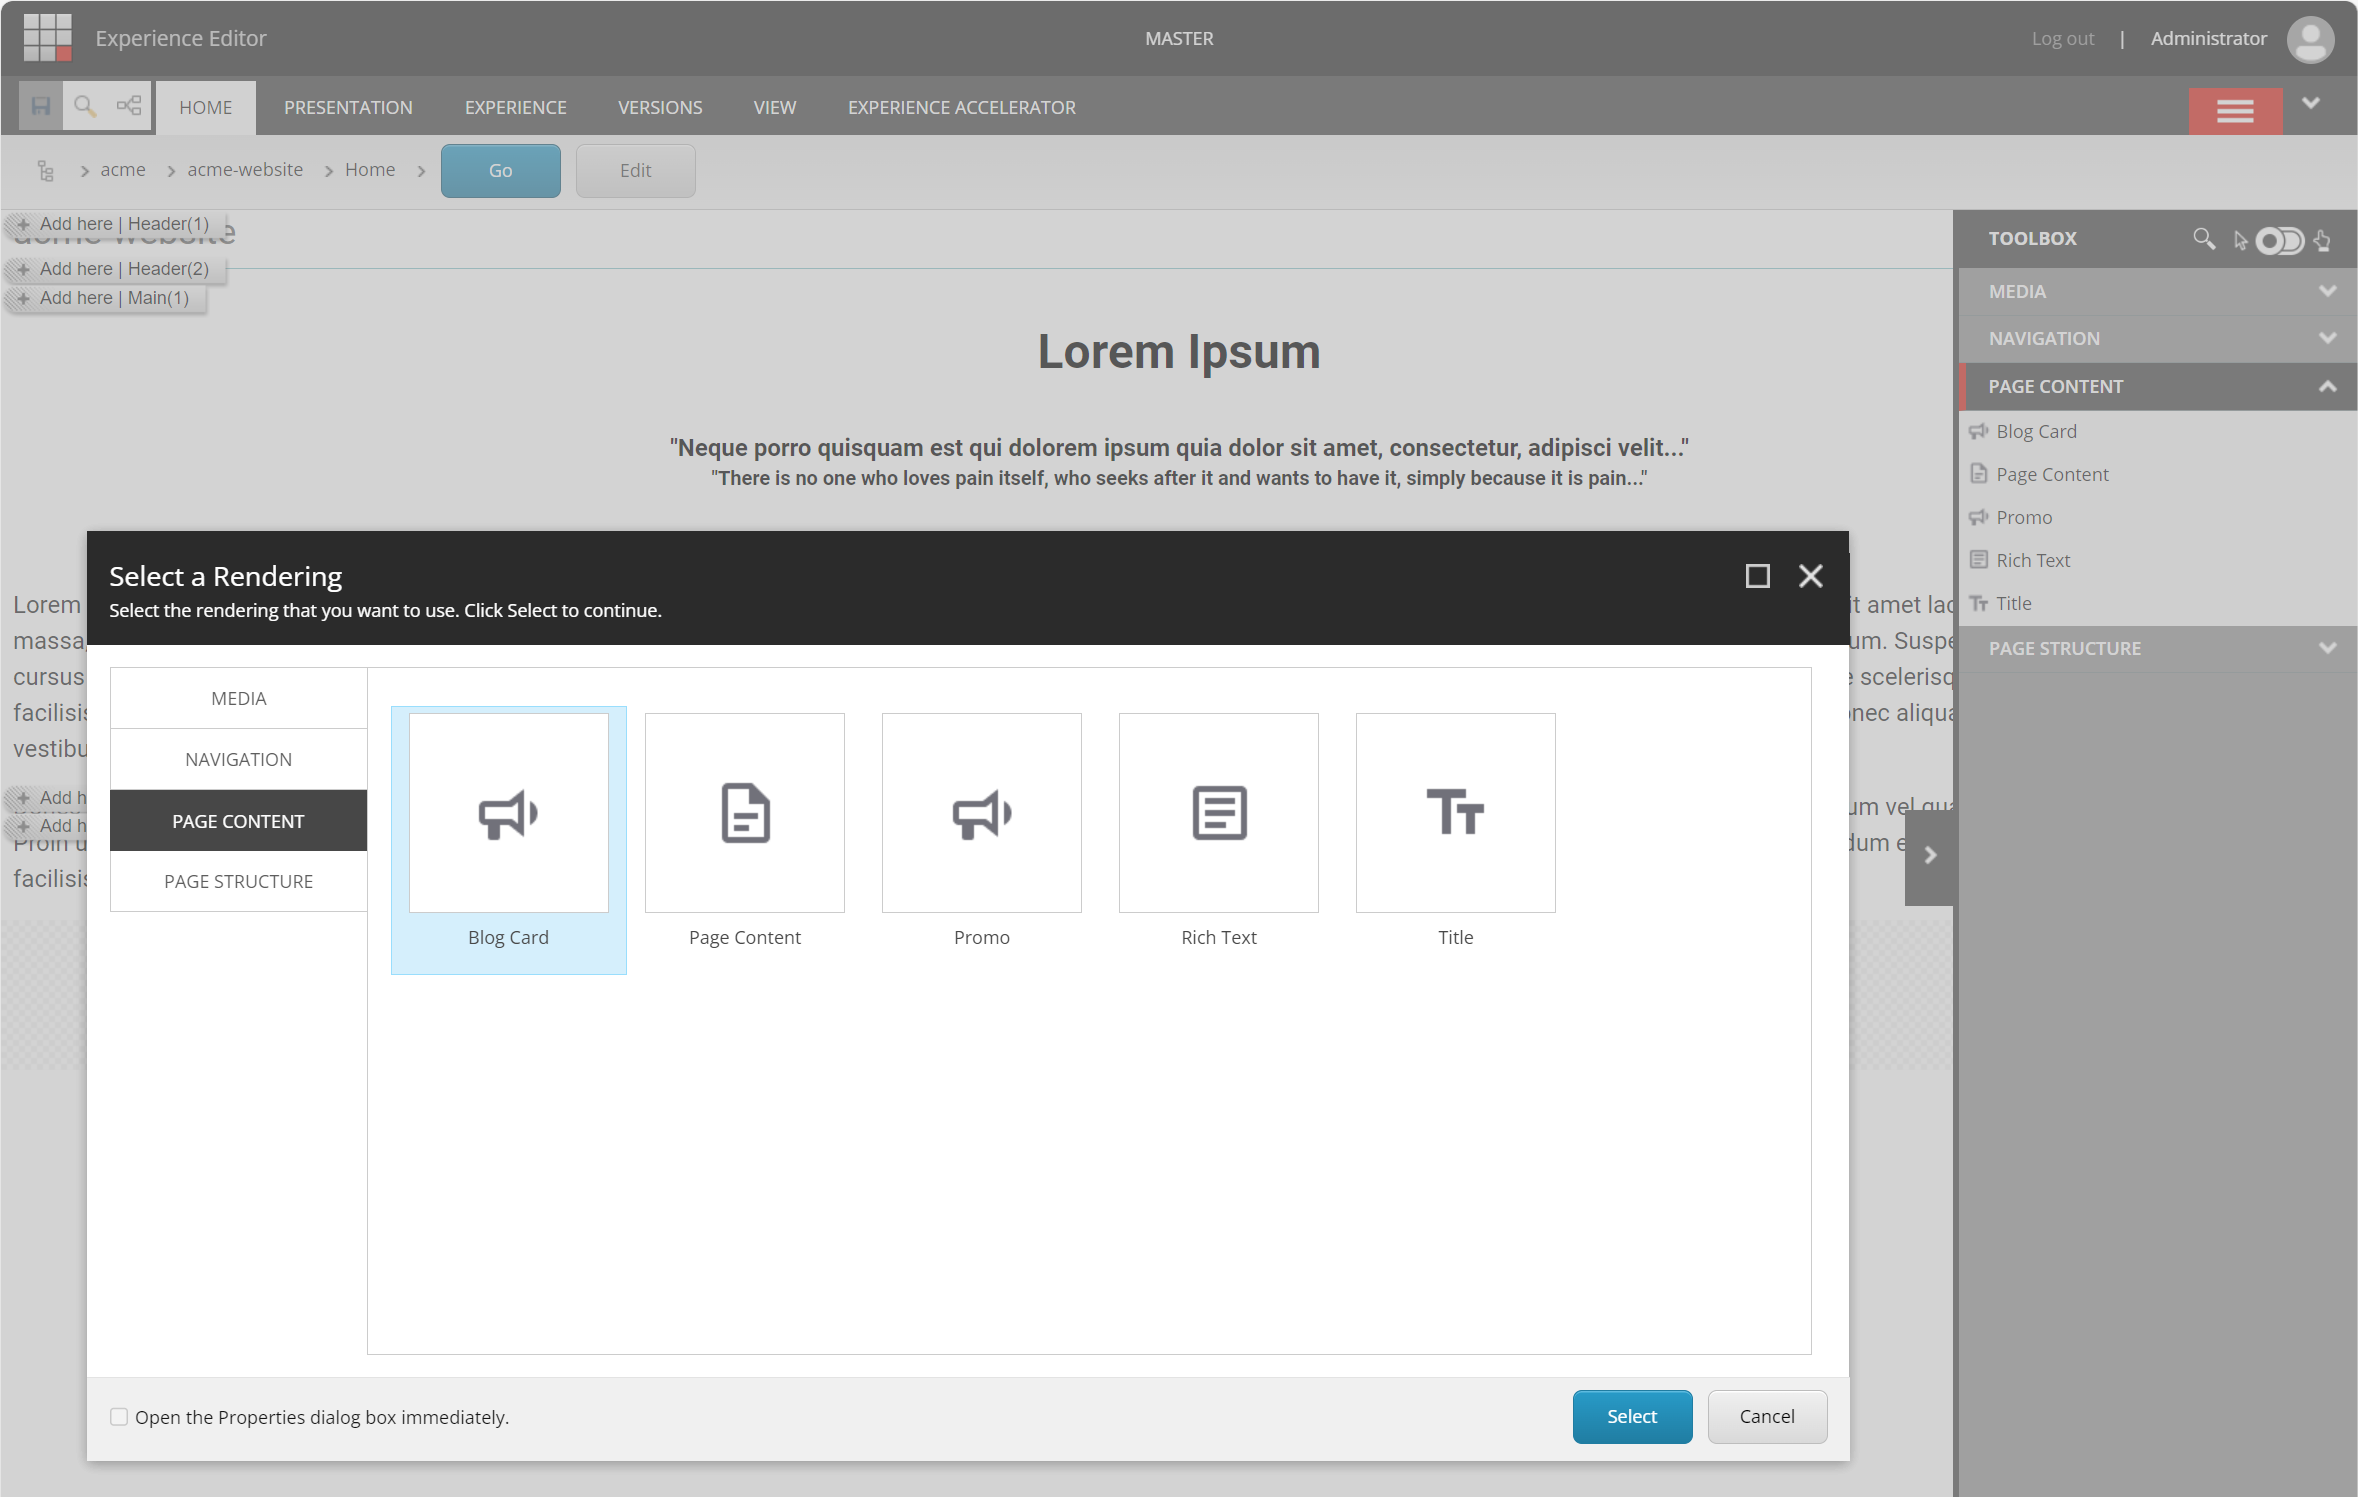 Experience Editor
MASTER
Log out | Administrator
HOME PRESENTATION EXPERIENCE VERSIONS VIEW EXPERIENCE ACCELERATOR
acme acme-website Home Go Edit
Add here | Header(1)
acme-website
Add here | Header(2)
Add here | Main(1)
Lorem Ipsum
"Neque porro quisquam est qui dolorem ipsum quia dolor sit amet, consectetur, adipisci velit..."
"There is no one who loves pain itself, who seeks after it and wants to have it, simply because it is pain..."
Lorem
massa,
cursus
facilisis
vestibu
Add h
Add h
Proin u
facilisis
it amet lac
um. Suspe
e scelerisq
onec aliqua
um vel qua
dum e
TOOLBOX
MEDIA
NAVIGATION
PAGE CONTENT
Blog Card
Page Content
Promo
Rich Text
Title
PAGE STRUCTURE
Select a Rendering
Select the rendering that you want to use. Click Select to continue.
MEDIA
NAVIGATION
PAGE CONTENT
PAGE STRUCTURE
Blog Card
Page Content
Promo
Rich Text
Title
Open the Properties dialog box immediately.
Select
Cancel